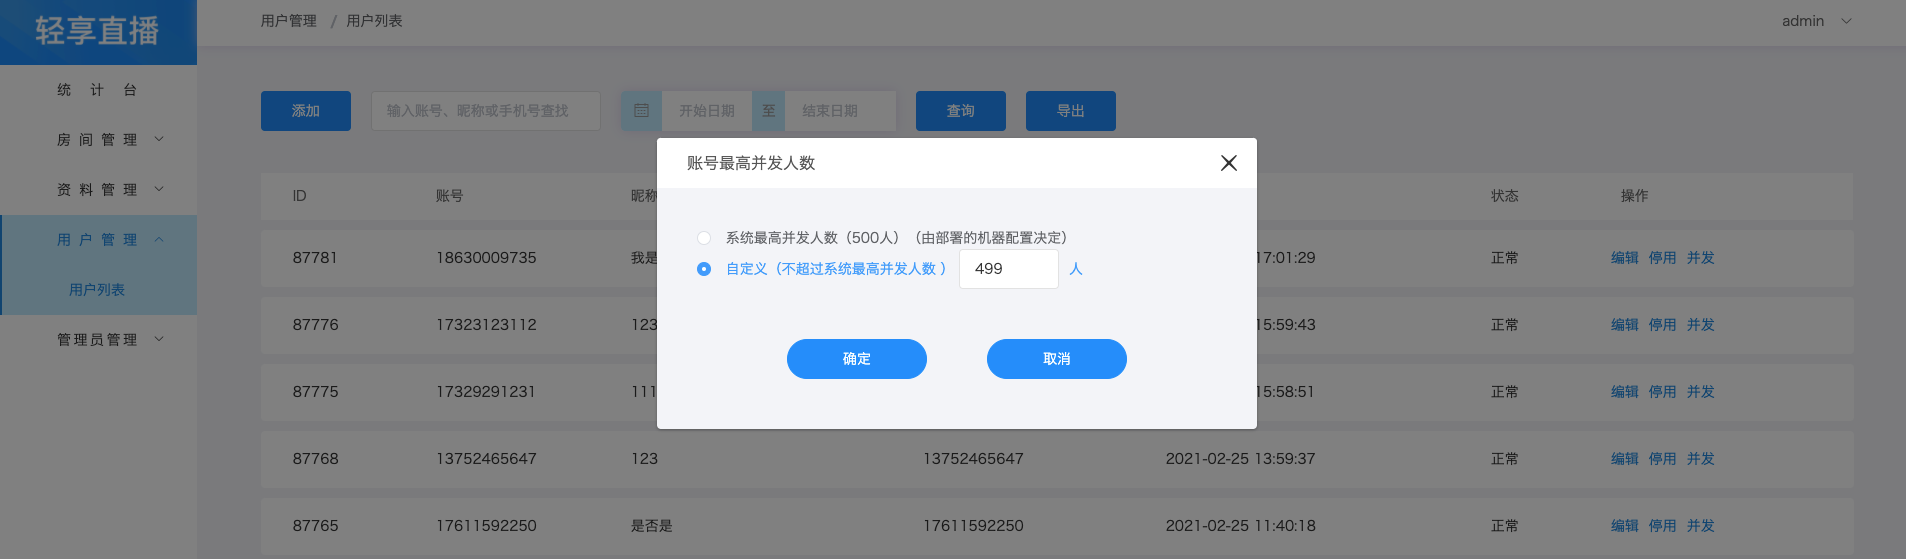 轻享直播
用户管理 / 用户列表
admin
统计台
房间管理
资料管理
用户管理
用户列表
管理员管理
添加 输入账号、昵称或手机号查找 开始日期 至 结束日期 查询 导出
账号最高并发人数
系统最高并发人数（500人）（由部署的机器配置决定）
自定义（不超过系统最高并发人数 ） 499 人
确定 取消
ID 账号 昵称 状态 操作
87781 18630009735 我是 17:01:29 正常 编辑 停用 并发
87776 17323123112 123 15:59:43 正常 编辑 停用 并发
87775 17329291231 111 15:58:51 正常 编辑 停用 并发
87768 13752465647 123 13752465647 2021-02-25 13:59:37 正常 编辑 停用 并发
87765 17611592250 是否是 17611592250 2021-02-25 11:40:18 正常 编辑 停用 并发